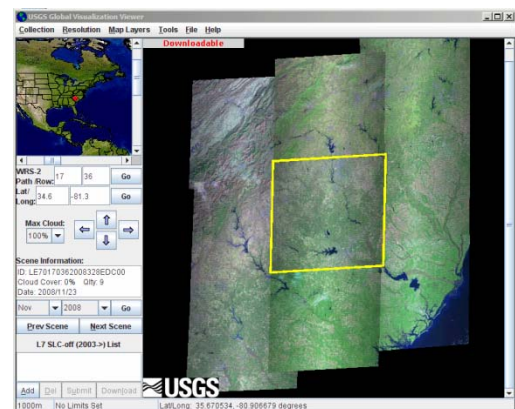 USGS Global Visualization Viewer
Collection Resolution Map Layers Tools File Help
Downloadable
WRS-2
Path/Row: 17 36 Go
Lat/
Long: 34.6 -81.3 Go
Max Cloud:
100%
Scene Information:
ID: LE70170362008328EDC00
Cloud Cover: 0% Qlty: 9
Date: 2008/11/23
Nov 2008 Go
Prev Scene Next Scene
L7 SLC-off (2003->) List
Add Del Submit Download
USGS
1000m No Limits Set Lat/Long: 35.670534, -80.906679 degrees